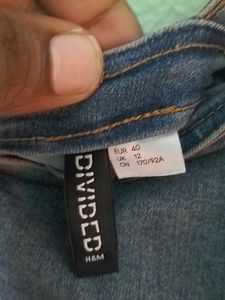 DIVIDED
H&M
EUR 40
UK 12
CN 170/92A